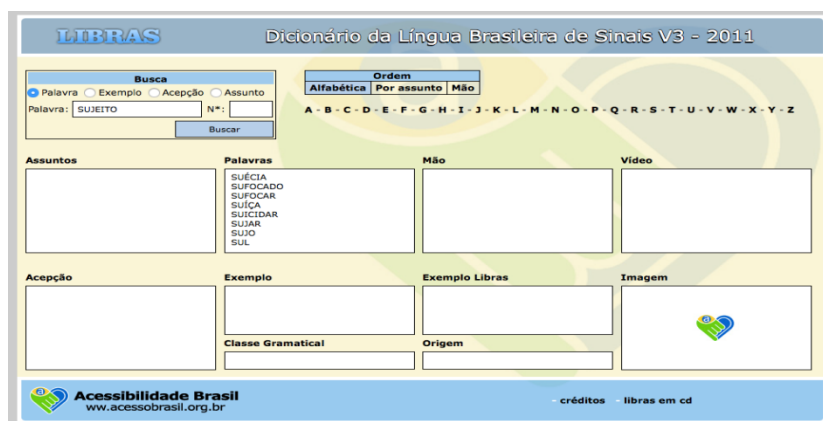 LIBRAS
Dicionário da Língua Brasileira de Sinais V3 - 2011
Busca
Palavra Exemplo Acepção Assunto
Palavra: SUJEITO N*:
Buscar
Ordem
Alfabética Por assunto Mão
A - B - C - D - E - F - G - H - I - J - K - L - M - N - O - P - Q - R - S - T - U - V - W - X - Y - Z
Assuntos
Palavras
SUÉCIA
SUFOCADO
SUFOCAR
SUÍÇA
SUICIDAR
SUJAR
SUJO
SUL
Mão
Vídeo
Acepção
Exemplo
Exemplo Libras
Imagem
Classe Gramatical
Origem
Acessibilidade Brasil
ww.acessobrasil.org.br
- créditos - libras em cd